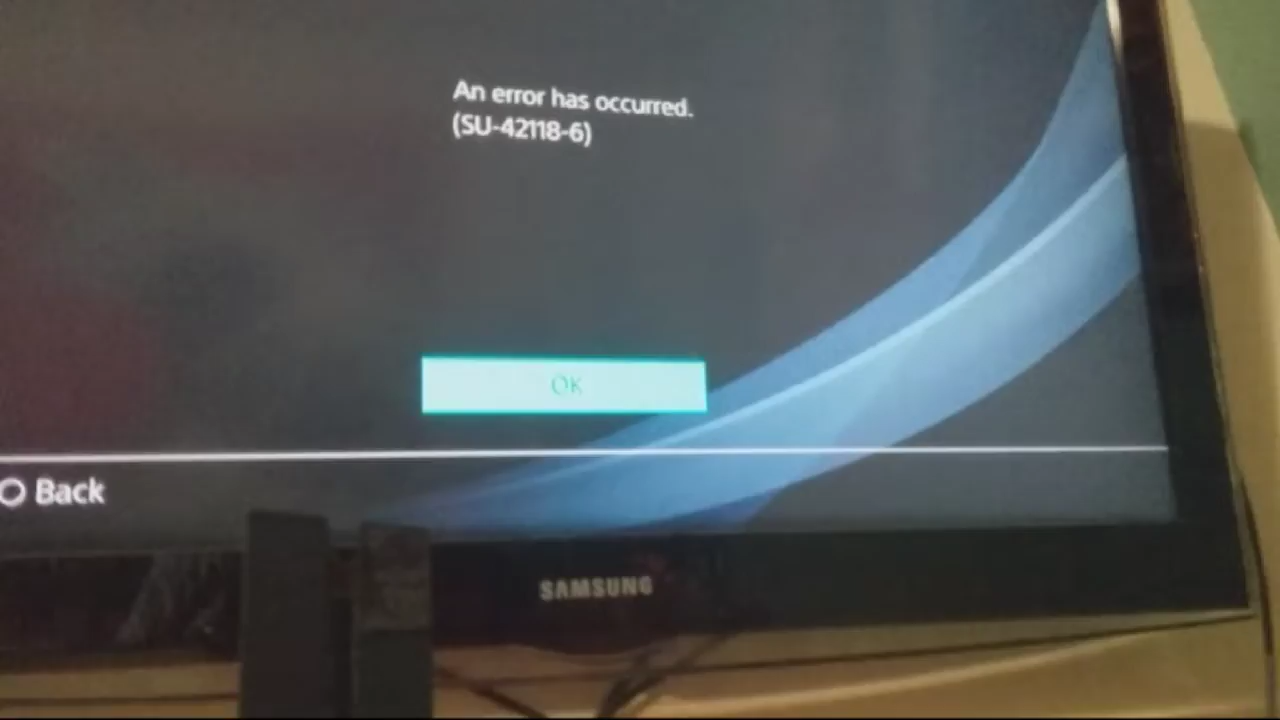 An error has occurred.
(SU-42118-6)
OK
Back
SAMSUNG